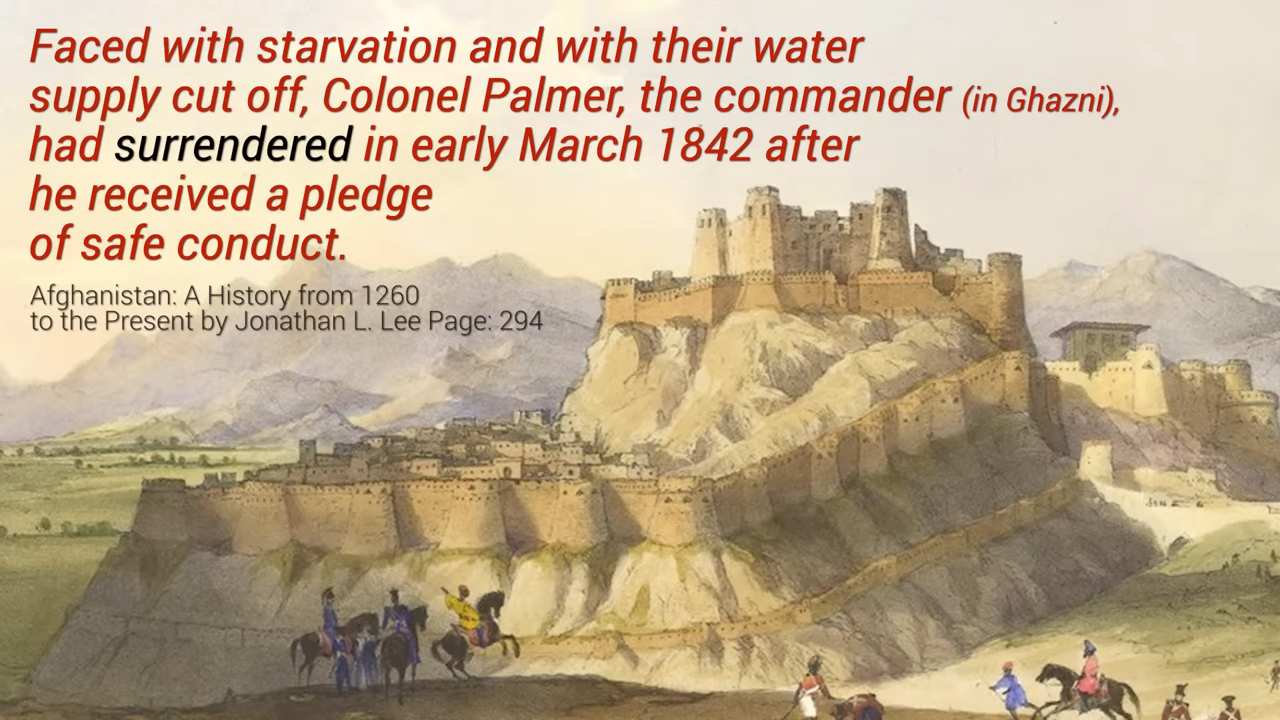 Faced with starvation and with their water
supply cut off, Colonel Palmer, the commander (in Ghazni),
had surrendered in early March 1842 after
he received a pledge
of safe conduct.
Afghanistan: A History from 1260
to the Present by Jonathan L. Lee Page: 294